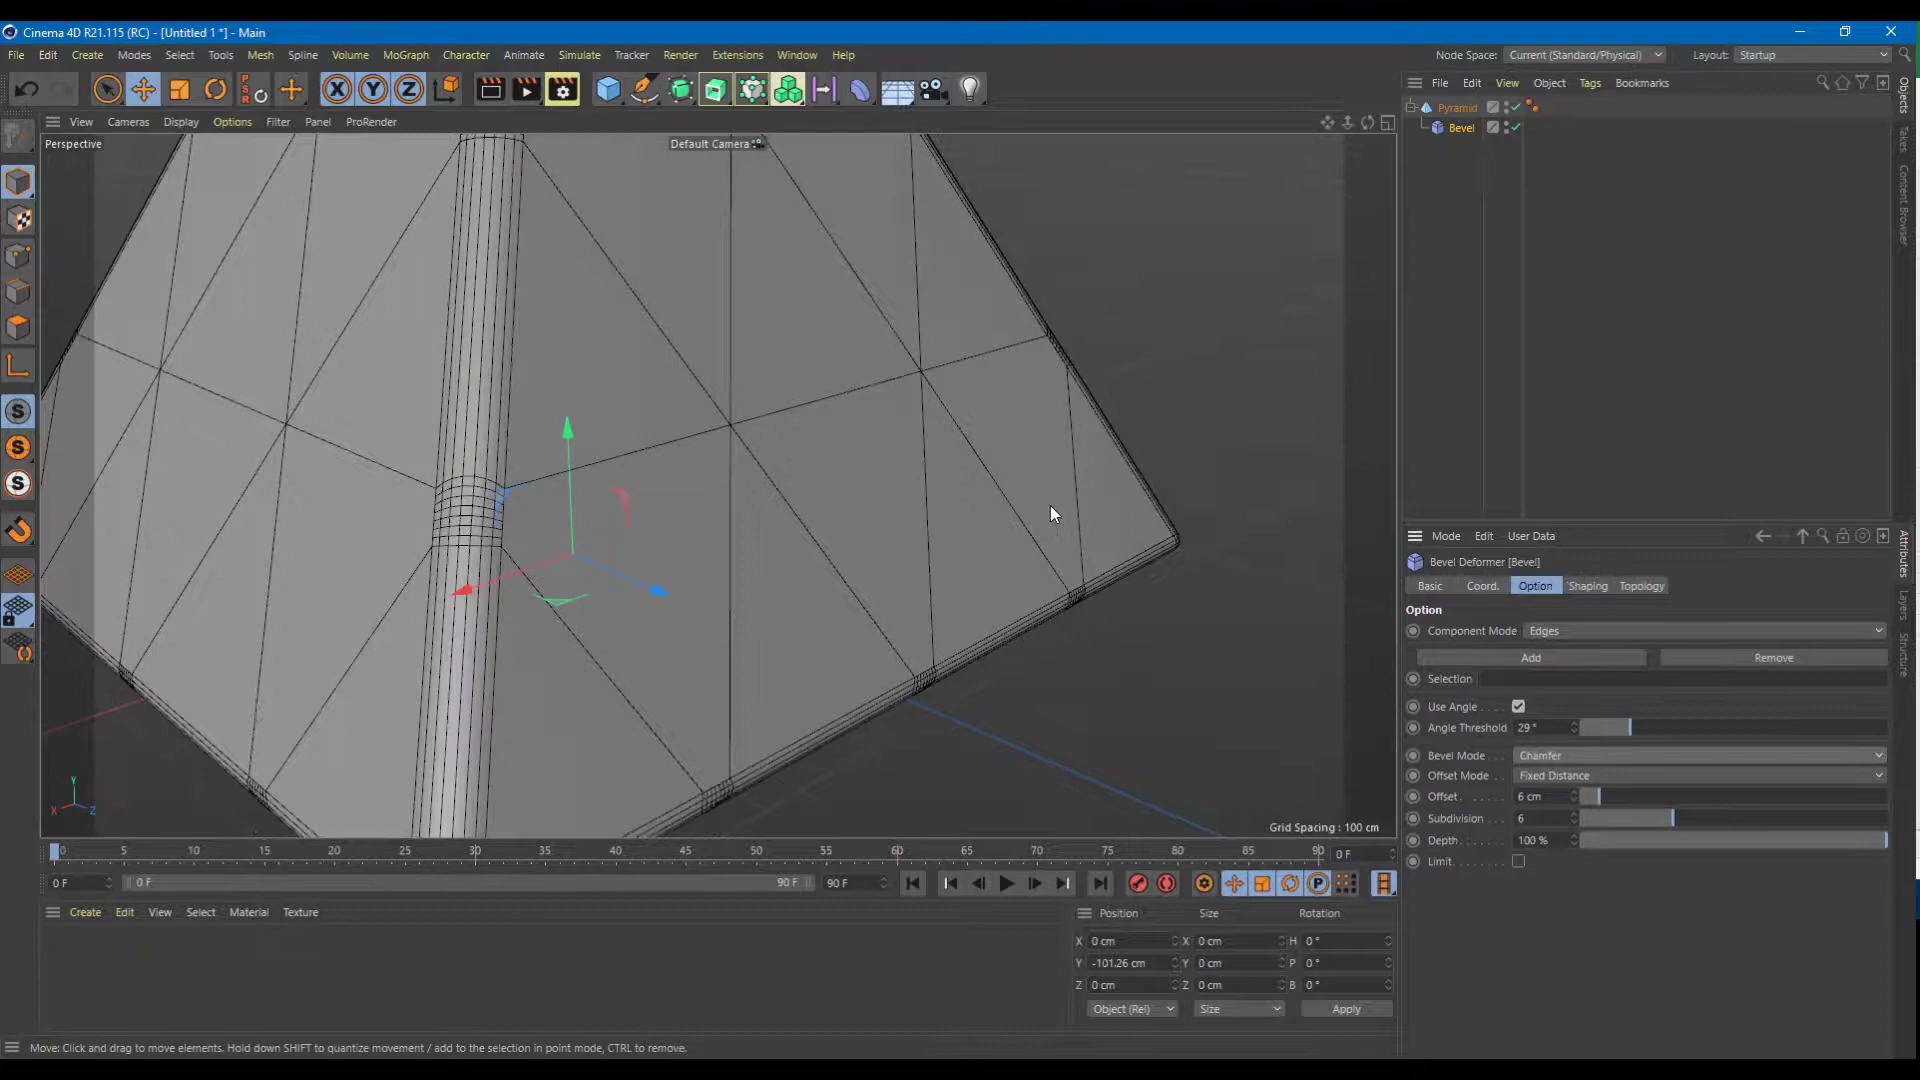 Cinema 4D R21.115 (RC) - [Untitled 1 *] - Main
File Edit Create Modes Select Tools Mesh Spline Volume MoGraph Character Animate Simulate Tracker Render Extensions Window Help Node Space: Current (Standard/Physical) Layout: Startup
File Edit View Object Tags Bookmarks
View Cameras Display Options Filter Panel ProRender
Perspective
Default Camera
Pyramid
Bevel
Objects
Takes
Content Browser
Grid Spacing : 100 cm
Mode Edit User Data
Bevel Deformer [Bevel]
Basic Coord. Option Shaping Topology
Option
Component Mode Edges
Add Remove
Selection
Use Angle
Angle Threshold 29 °
Bevel Mode Chamfer
Offset Mode Fixed Distance
Offset 6 cm
Subdivision 6
Depth 100 %
Limit
Attributes
Layers
Structure
0 5 10 15 20 25 30 35 40 45 50 55 60 65 70 75 80 85 90 0 F
0 F 0 F 90 F 90 F
Create Edit View Select Material Texture
Position Size Rotation
X 0 cm X 0 cm H 0 °
Y -101.26 cm Y 0 cm P 0 °
Z 0 cm Z 0 cm B 0 °
Object (Rel) Size Apply
Move: Click and drag to move elements. Hold down SHIFT to quantize movement / add to the selection in point mode, CTRL to remove.
X Y Z
PSR
S
S
S
P
Y
X Z